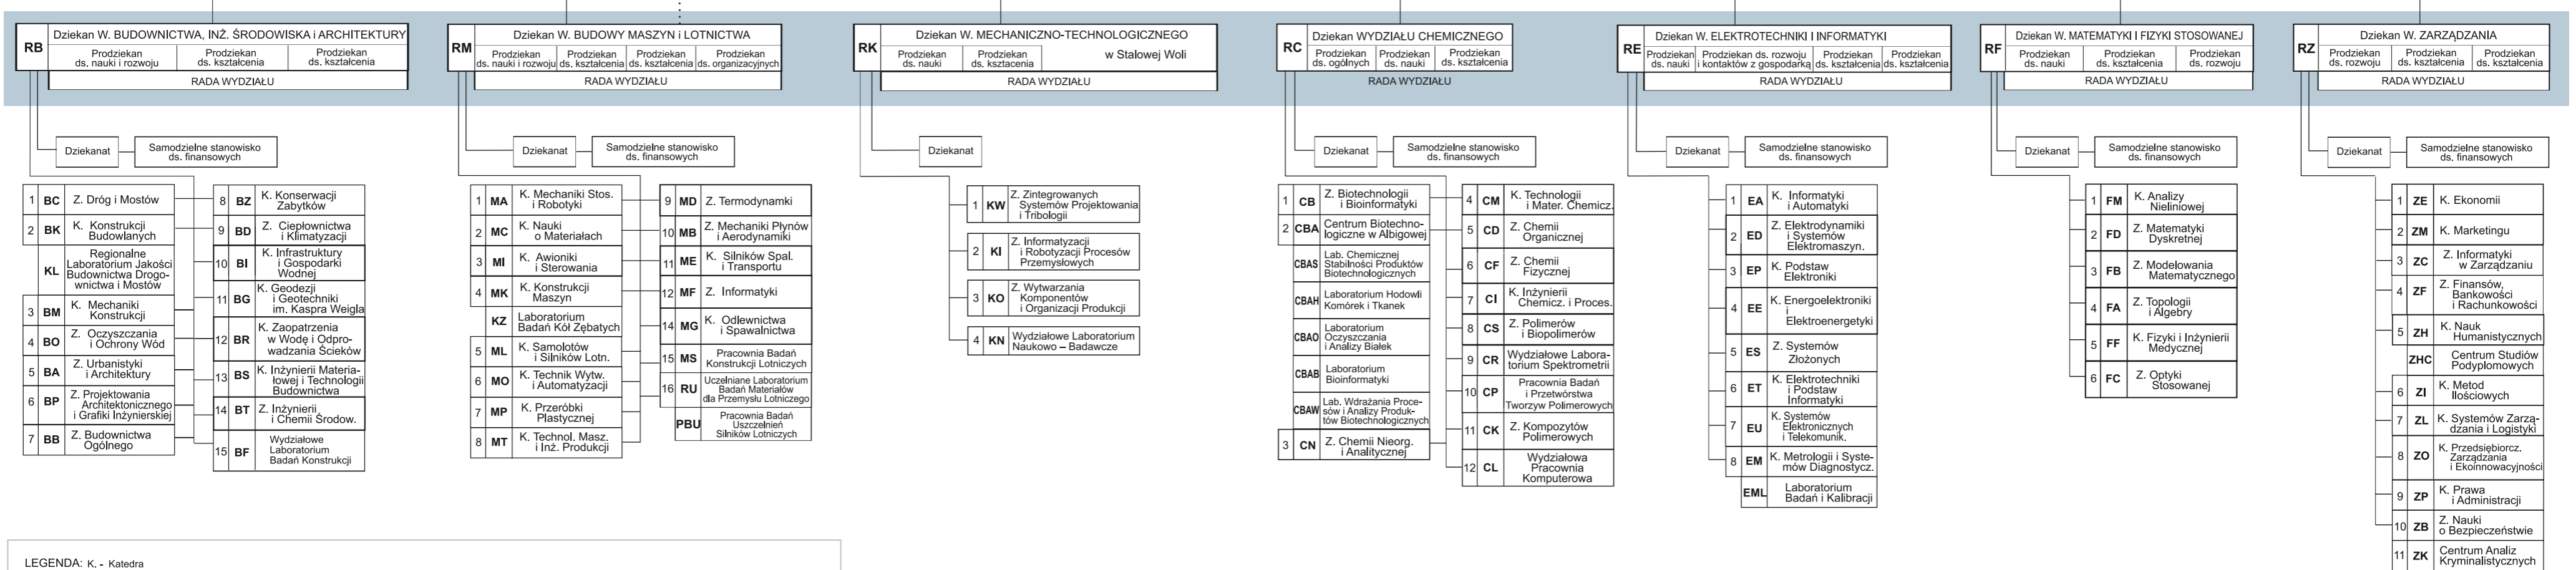 RB
Dziekan W. BUDOWNICTWA, INŻ. ŚRODOWISKA i ARCHITEKTURY
Prodziekan
ds. nauki i rozwoju
Prodziekan
ds. kształcenia
Prodziekan
ds. kształcenia
RADA WYDZIAŁU
Dziekanat
Samodzielne stanowisko
ds. finansowych
1 BC Z. Dróg i Mostów
2 BK K. Konstrukcji
Budowlanych
KL Regionalne
Laboratorium Jakości
Budownictwa Drogo-
wnictwa i Mostów
3 BM K. Mechaniki
Konstrukcji
4 BO Z. Oczyszczania
i Ochrony Wód
5 BA Z. Urbanistyki
i Architektury
6 BP Z. Projektowania
Architektonicznego
i Grafiki Inżynierskiej
7 BB Z. Budownictwa
Ogólnego
8 BZ K. Konserwacji
Zabytków
9 BD Z. Ciepłownictwa
i Klimatyzacji
10 BI K. Infrastruktury
i Gospodarki
Wodnej
11 BG K. Geodezji
i Geotechniki
im. Kaspra Weigla
12 BR K. Zaopatrzenia
w Wodę i Odpro-
wadzania Ścieków
13 BS K. Inżynierii Materia-
łowej i Technologii
Budownictwa
14 BT Z. Inżynierii
i Chemii Środow.
15 BF Wydziałowe
Laboratorium
Badań Konstrukcji
RM
Dziekan W. BUDOWY MASZYN i LOTNICTWA
Prodziekan
ds. nauki i rozwoju
Prodziekan
ds. kształcenia
Prodziekan
ds. kształcenia
Prodziekan
ds. organizacyjnych
RADA WYDZIAŁU
Dziekanat
Samodzielne stanowisko
ds. finansowych
1 MA K. Mechaniki Stos.
i Robotyki
2 MC K. Nauki
o Materiałach
3 MI K. Awioniki
i Sterowania
4 MK K. Konstrukcji
Maszyn
KZ Laboratorium
Badań Kół Zębatych
5 ML K. Samolotów
i Silników Lotn.
6 MO K. Technik Wytw.
i Automatyzacji
7 MP K. Przeróbki
Plastycznej
8 MT K. Technol. Masz.
i Inż. Produkcji
9 MD Z. Termodynamki
10 MB Z. Mechaniki Płynów
i Aerodynamiki
11 ME K. Silników Spal.
i Transportu
12 MF Z. Informatyki
14 MG K. Odlewnictwa
i Spawalnictwa
15 MS Pracownia Badań
Konstrukcji Lotniczych
16 RU Uczelniane Laboratorium
Badań Materiałów
dla Przemysłu Lotniczego
PBU Pracownia Badań
Uszczelnień
Silników Lotniczych
RK
Dziekan W. MECHANICZNO-TECHNOLOGICZNEGO
w Stalowej Woli
Prodziekan
ds. nauki
Prodziekan
ds. kstacenia
RADA WYDZIAŁU
Dziekanat
1 KW Z. Zintegrowanych
Systemów Projektowania
i Tribologii
2 KI Z. Informatyzacji
i Robotyzacji Procesów
Przemysłowych
3 KO Z. Wytwarzania
Komponentów
i Organizacji Produkcji
4 KN Wydziałowe Laboratorium
Naukowo – Badawcze
RC
Dziekan WYDZIAŁU CHEMICZNEGO
Prodziekan
ds. ogólnych
Prodziekan
ds. nauki
Prodziekan
ds. kształcenia
RADA WYDZIAŁU
Dziekanat
Samodzielne stanowisko
ds. finansowych
1 CB Z. Biotechnologii
i Bioinformatyki
2 CBA Centrum Biotechno-
logiczne w Albigowej
CBAS Lab. Chemicznej
Stabilności Produktów
Biotechnologicznych
CBAH Laboratorium Hodowli
Komórek i Tkanek
CBAO Laboratorium
Oczyszczania
i Analizy Białek
CBAB Laboratorium
Bioinformatyki
CBAW Lab. Wdrażania Proce-
sów i Analizy Produk-
tów Biotechnologicznych
3 CN Z. Chemii Nieorg.
i Analitycznej
4 CM K. Technologii
i Mater. Chemicz.
5 CD Z. Chemii
Organicznej
6 CF Z. Chemii
Fizycznej
7 CI K. Inżynierii
Chemicz. i Proces.
8 CS Z. Polimerów
i Biopolimerów
9 CR Wydziałowe Labora-
torium Spektrometrii
10 CP Pracownia Badań
i Przetwórstwa
Tworzyw Polimerowych
11 CK Z. Kompozytów
Polimerowych
12 CL Wydziałowa
Pracownia
Komputerowa
RE
Dziekan W. ELEKTROTECHNIKI I INFORMATYKI
Prodziekan
ds. nauki
Prodziekan ds. rozwoju
i kontaktów z gospodarką
Prodziekan
ds. kształcenia
Prodziekan
ds. kształcenia
RADA WYDZIAŁU
Dziekanat
Samodzielne stanowisko
ds. finansowych
1 EA K. Informatyki
i Automatyki
2 ED Z. Elektrodynamiki
i Systemów
Elektromaszyn.
3 EP K. Podstaw
Elektroniki
4 EE K. Energoelektroniki
i
Elektroenergetyki
5 ES Z. Systemów
Złożonych
6 ET K. Elektrotechniki
i Podstaw
Informatyki
7 EU K. Systemów
Elektronicznych
i Telekomunik.
8 EM K. Metrologii i Syste-
mów Diagnostycz.
EML Laboratorium
Badań i Kalibracji
RF
Dziekan W. MATEMATYKI I FIZYKI STOSOWANEJ
Prodziekan
ds. nauki
Prodziekan
ds. kształcenia
Prodziekan
ds. rozwoju
RADA WYDZIAŁU
Dziekanat
Samodzielne stanowisko
ds. finansowych
1 FM K. Analizy
Nieliniowej
2 FD Z. Matematyki
Dyskretnej
3 FB Z. Modelowania
Matematycznego
4 FA Z. Topologii
i Algebry
5 FF K. Fizyki i Inżynierii
Medycznej
6 FC Z. Optyki
Stosowanej
RZ
Dziekan W. ZARZĄDZANIA
Prodziekan
ds. rozwoju
Prodziekan
ds. kształcenia
Prodziekan
ds. kształcenia
RADA WYDZIAŁU
Dziekanat
Samodzielne stanowisko
ds. finansowych
1 ZE K. Ekonomii
2 ZM K. Marketingu
3 ZC Z. Informatyki
w Zarządzaniu
4 ZF Z. Finansów,
Bankowości
i Rachunkowości
5 ZH K. Nauk
Humanistycznych
ZHC Centrum Studiów
Podyplomowych
6 ZI K. Metod
Ilościowych
7 ZL K. Systemów Zarzą-
dzania i Logistyki
8 ZO K. Przedsiębiorcz.
Zarządzania
i Ekoinnowacyjności
9 ZP K. Prawa
i Administracji
10 ZB Z. Nauki
o Bezpieczeństwie
11 ZK Centrum Analiz
Kryminalistycznych
LEGENDA: K. - Katedra